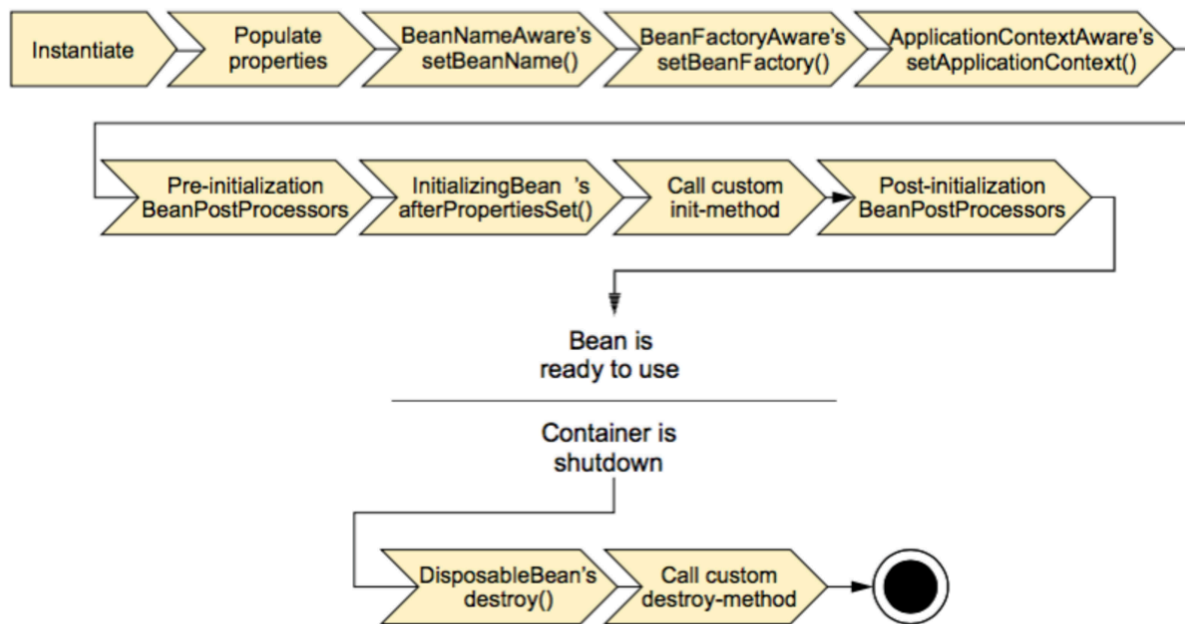 Instantiate
Populate
properties
BeanNameAware's
setBeanName()
BeanFactoryAware's
setBeanFactory()
ApplicationContextAware's
setApplicationContext()
Pre-initialization
BeanPostProcessors
InitializingBean 's
afterPropertiesSet()
Call custom
init-method
Post-initialization
BeanPostProcessors
Bean is
ready to use
Container is
shutdown
DisposableBean's
destroy()
Call custom
destroy-method